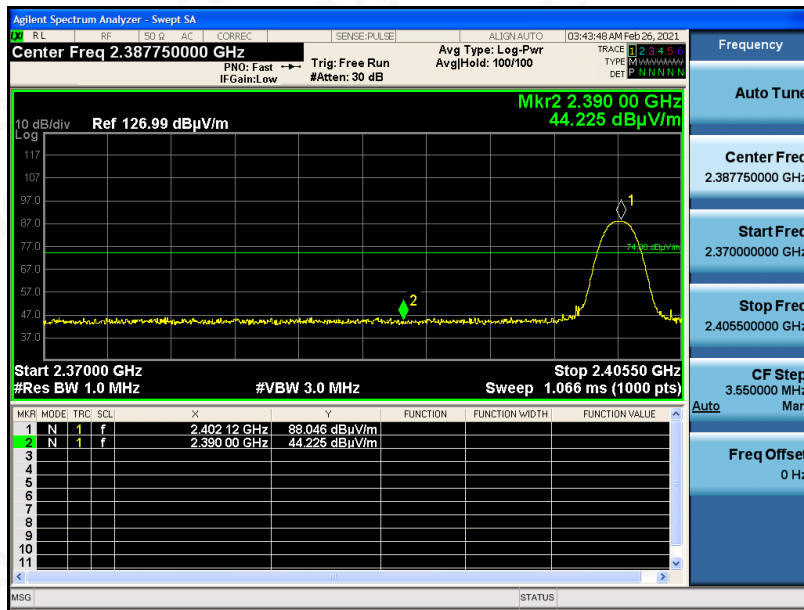 Agilent Spectrum Analyzer - Swept SA
RL RF 50 Ω AC CORREC SENSE:PULSE ALIGN AUTO 03:43:48 AM Feb 26, 2021
Center Freq 2.387750000 GHz
PNO: Fast
IFGain:Low
Trig: Free Run
#Atten: 30 dB
Avg Type: Log-Pwr
Avg|Hold: 100/100
TRACE 1 2 3 4 5 6
TYPE M
DET P N N N N N
Mkr2 2.390 00 GHz
44.225 dBµV/m
10 dB/div Ref 126.99 dBµV/m
Log
117
107
97.0
87.0
77.0
67.0
57.0
47.0
37.0
1
74.00 dBµV/m
2
Start 2.37000 GHz Stop 2.40550 GHz
#Res BW 1.0 MHz #VBW 3.0 MHz Sweep 1.066 ms (1000 pts)
MKR MODE TRC SCL X Y FUNCTION FUNCTION WIDTH FUNCTION VALUE
1 N 1 f 2.402 12 GHz 88.046 dBµV/m
2 N 1 f 2.390 00 GHz 44.225 dBµV/m
3
4
5
6
7
8
9
10
11
MSG STATUS
Frequency
Auto Tune
Center Freq
2.387750000 GHz
Start Freq
2.370000000 GHz
Stop Freq
2.405500000 GHz
CF Step
3.550000 MHz
Auto Man
Freq Offset
0 Hz